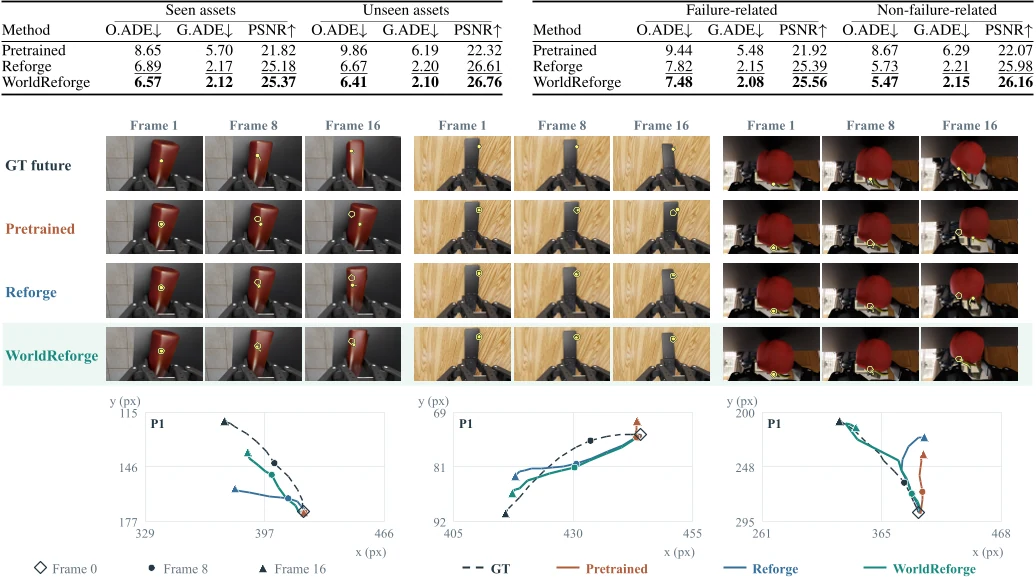 Seen assets Unseen assets
Method O.ADE↓ G.ADE↓ PSNR↑ O.ADE↓ G.ADE↓ PSNR↑
Pretrained 8.65 5.70 21.82 9.86 6.19 22.32
Reforge 6.89 2.17 25.18 6.67 2.20 26.61
WorldReforge 6.57 2.12 25.37 6.41 2.10 26.76
Failure-related Non-failure-related
Method O.ADE↓ G.ADE↓ PSNR↑ O.ADE↓ G.ADE↓ PSNR↑
Pretrained 9.44 5.48 21.92 8.67 6.29 22.07
Reforge 7.82 2.15 25.39 5.73 2.21 25.98
WorldReforge 7.48 2.08 25.56 5.47 2.15 26.16
Frame 1 Frame 8 Frame 16 Frame 1 Frame 8 Frame 16 Frame 1 Frame 8 Frame 16
GT future
Pretrained
Reforge
WorldReforge
y (px)
115
P1
146
177
329 397 466
x (px)
y (px)
69
P1
81
92
405 430 455
x (px)
y (px)
200
P1
248
295
261 365 468
x (px)
Frame 0 Frame 8 Frame 16 GT Pretrained Reforge WorldReforge